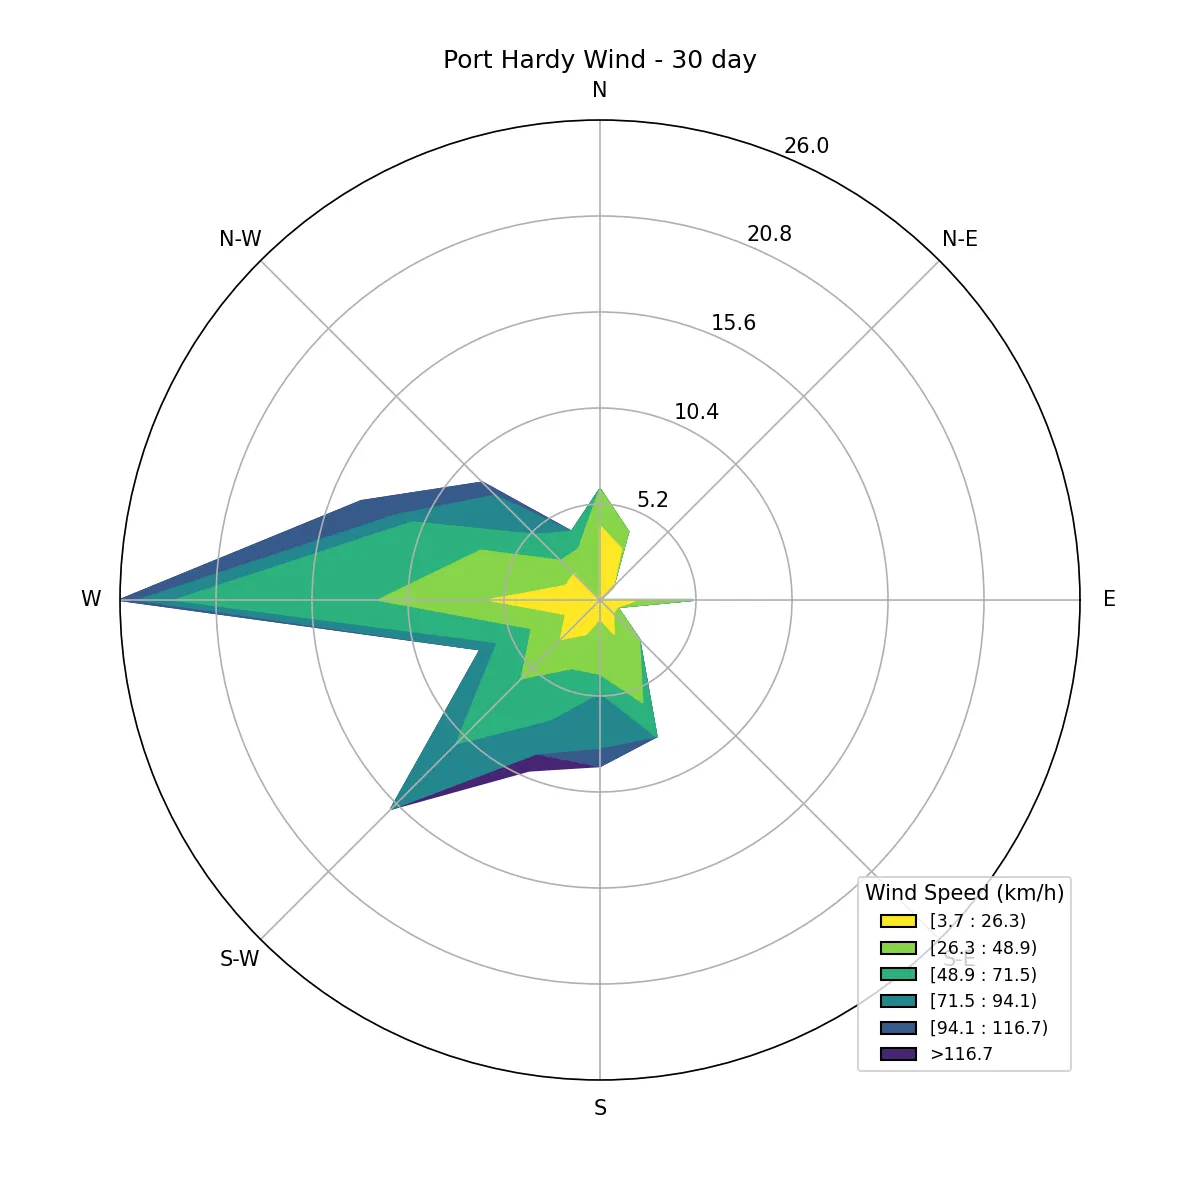 Port Hardy Wind - 30 day
N
26.0
N-W
20.8
N-E
15.6
10.4
5.2
W
E
S-W
S-E
Wind Speed (km/h)
[3.7 : 26.3)
[26.3 : 48.9)
[48.9 : 71.5)
[71.5 : 94.1)
[94.1 : 116.7)
>116.7
S